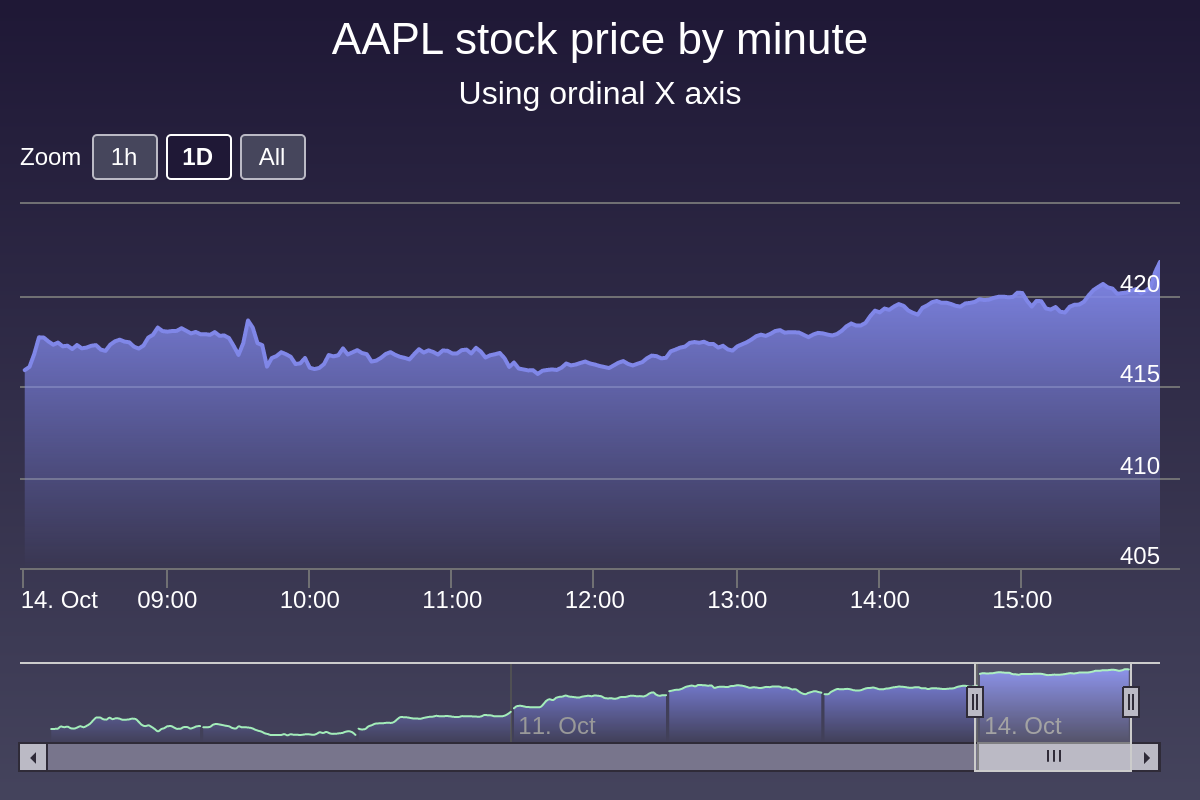 AAPL stock price by minute
Using ordinal X axis
Zoom 1h 1D All
420
415
410
405
14. Oct 09:00 10:00 11:00 12:00 13:00 14:00 15:00
11. Oct 14. Oct